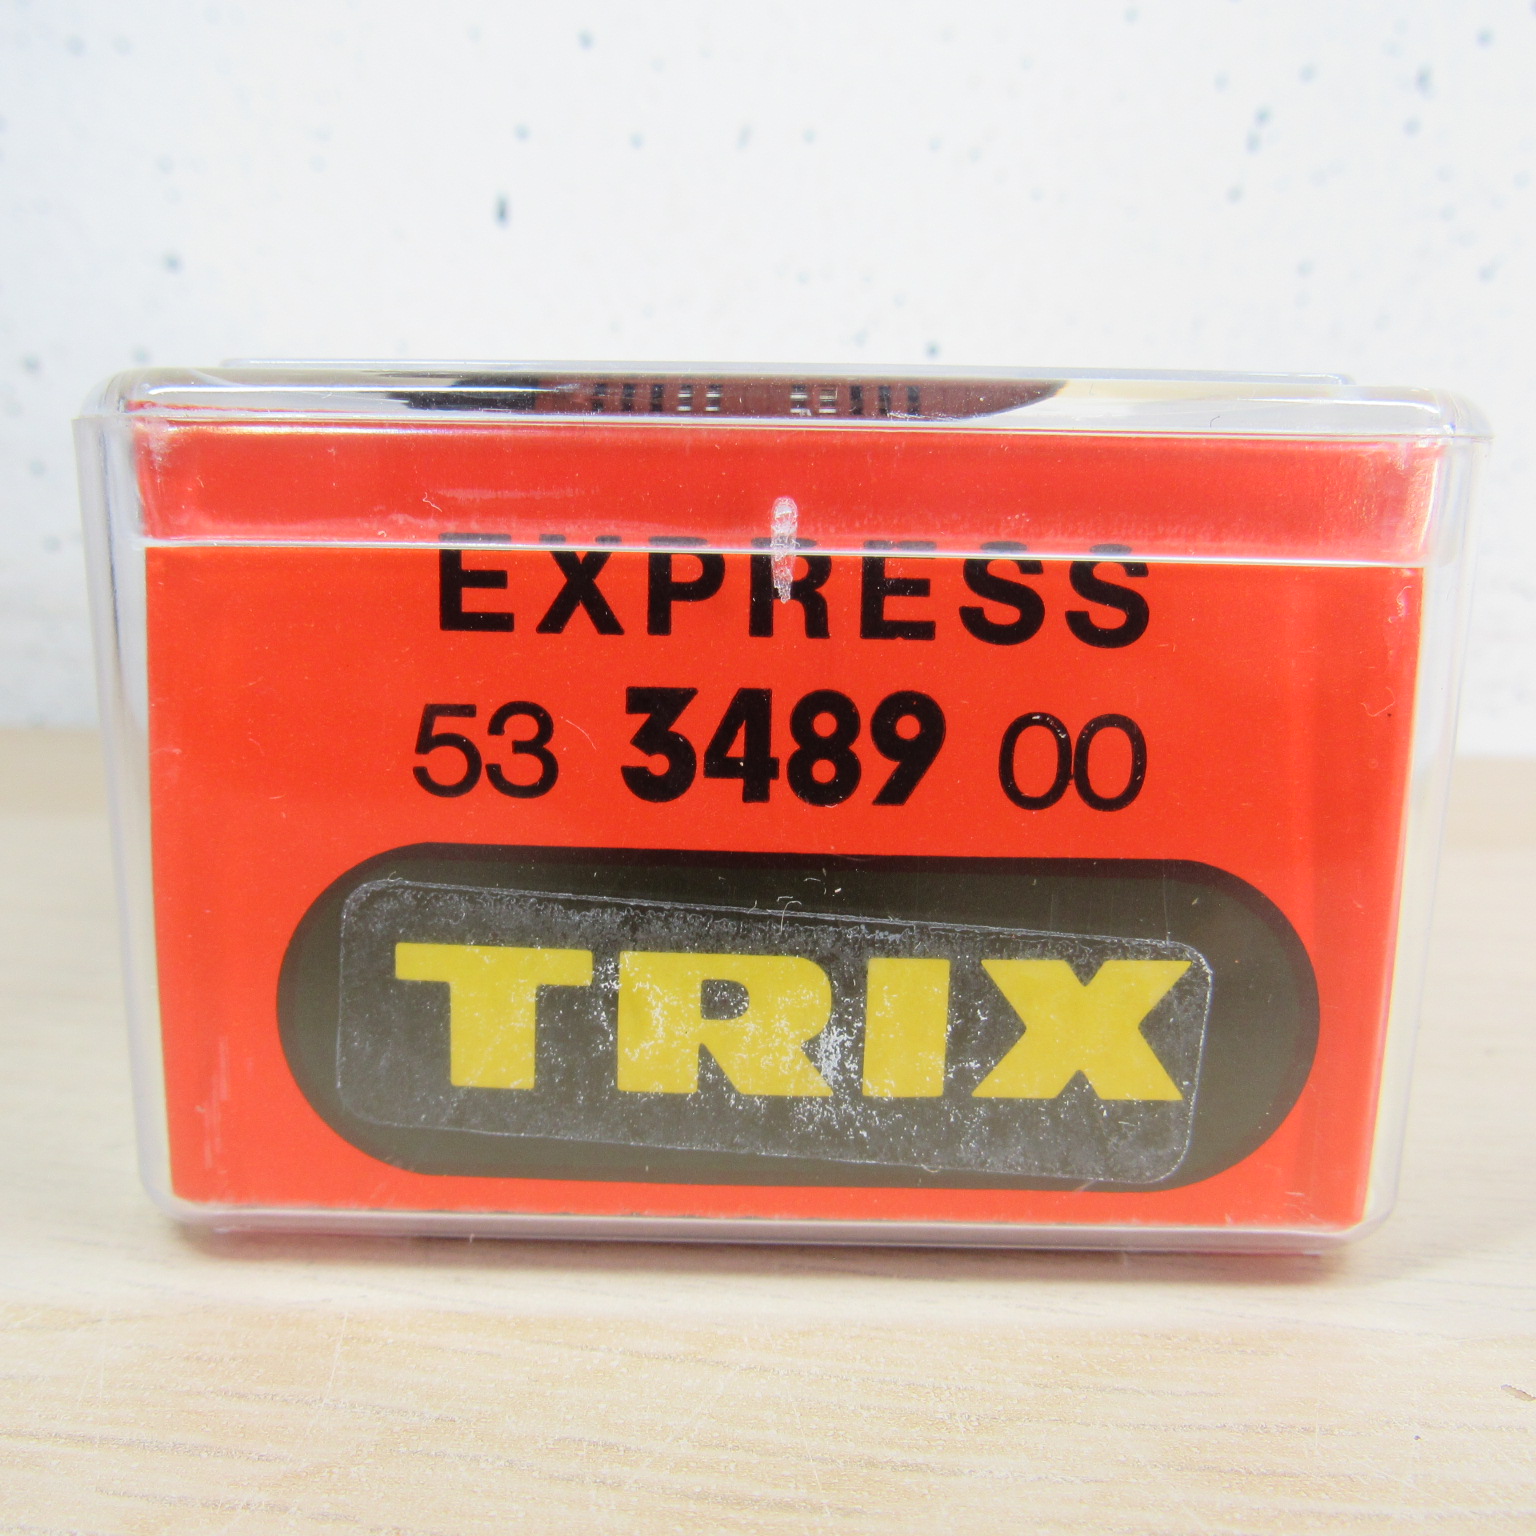 EXPRESS
53 3489 00
TRIX